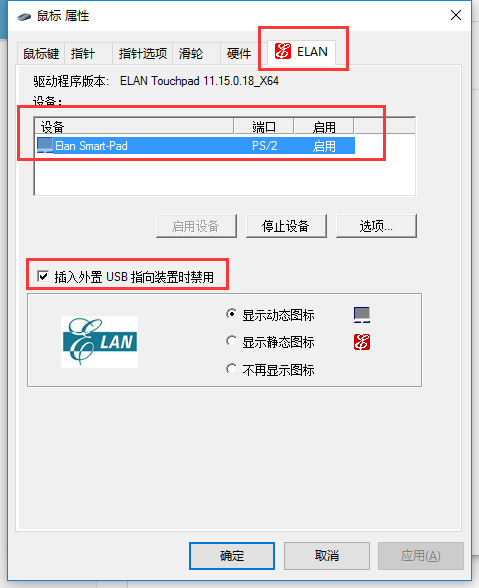 鼠标 属性
鼠标键 指针 指针选项 滑轮 硬件 ELAN
驱动程序版本: ELAN Touchpad 11.15.0.18_X64
设备:
设备 端口 启用
Elan Smart-Pad PS/2 启用
启用设备 停止设备 选项...
插入外置 USB 指向装置时禁用
显示动态图标
显示静态图标
不再显示图标
ELAN
确定 取消 应用(A)